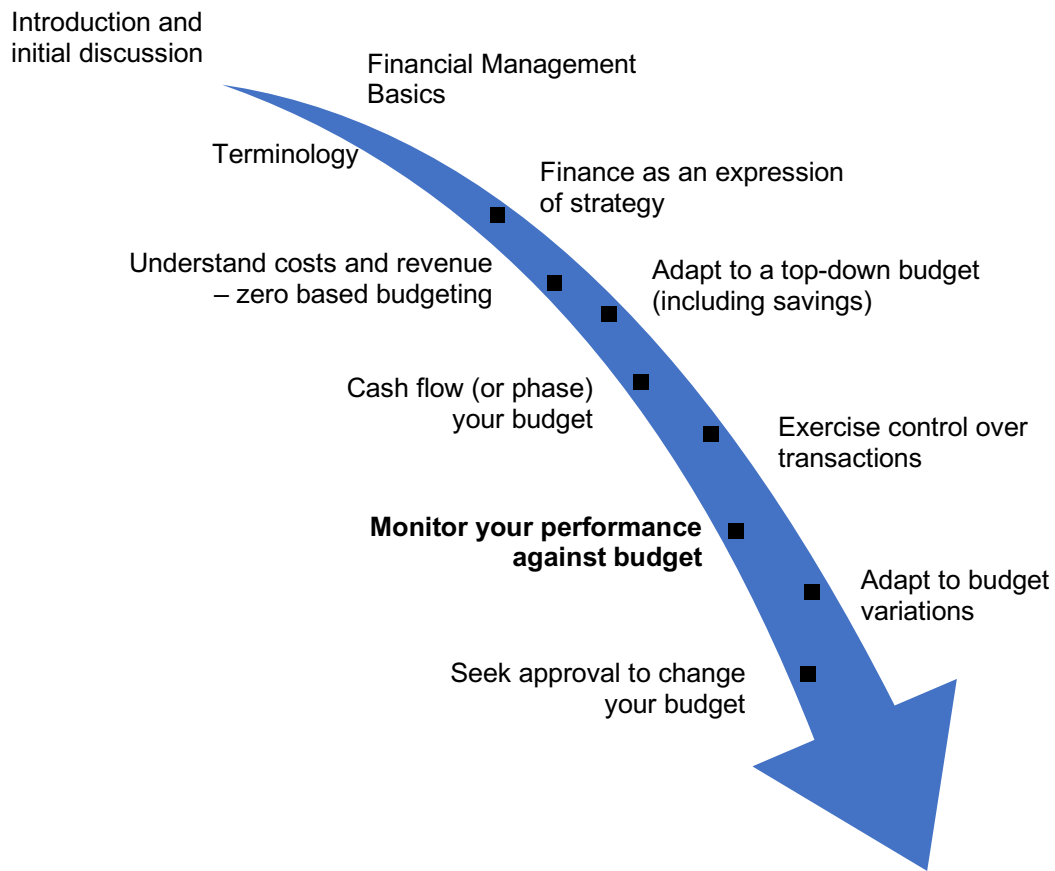 Introduction and
initial discussion
Financial Management
Basics
Terminology
Finance as an expression
of strategy
Understand costs and revenue
– zero based budgeting
Adapt to a top-down budget
(including savings)
Cash flow (or phase)
your budget
Exercise control over
transactions
Monitor your performance
against budget
Adapt to budget
variations
Seek approval to change
your budget